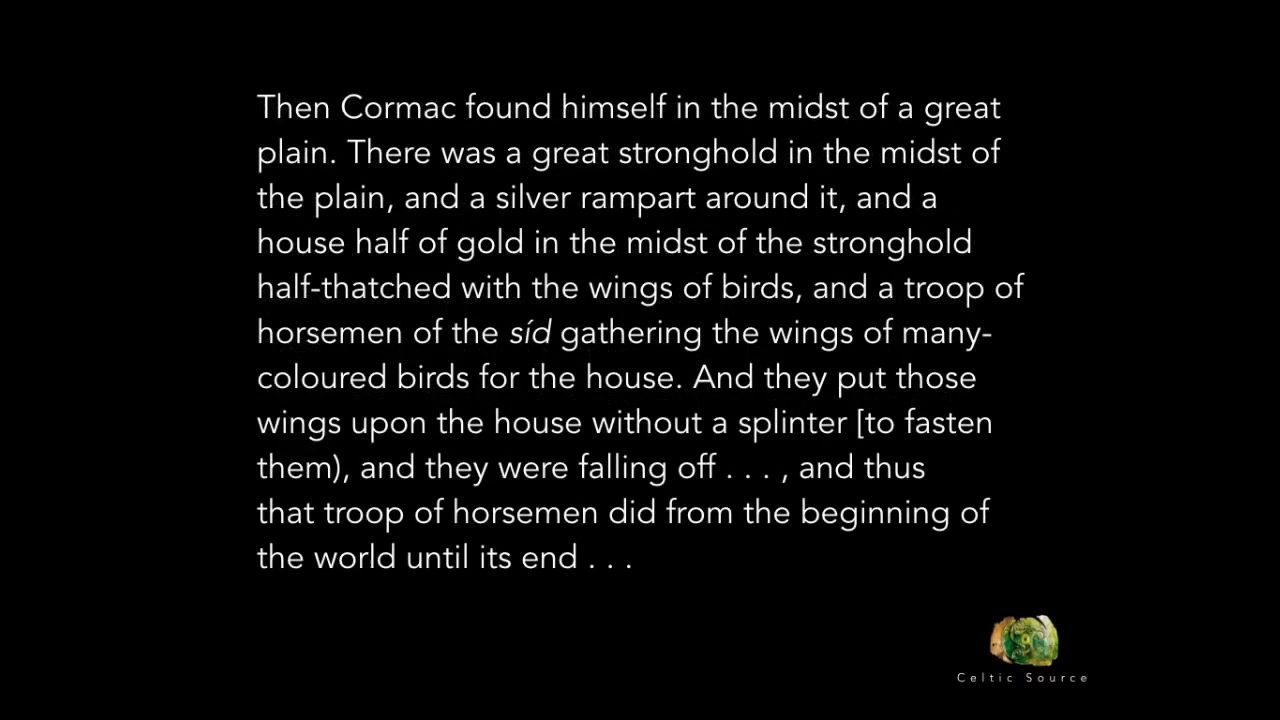 Then Cormac found himself in the midst of a great
plain. There was a great stronghold in the midst of
the plain, and a silver rampart around it, and a
house half of gold in the midst of the stronghold
half-thatched with the wings of birds, and a troop of
horsemen of the síd gathering the wings of many-
coloured birds for the house. And they put those
wings upon the house without a splinter [to fasten
them), and they were falling off . . . , and thus
that troop of horsemen did from the beginning of
the world until its end . . .
Celtic Source